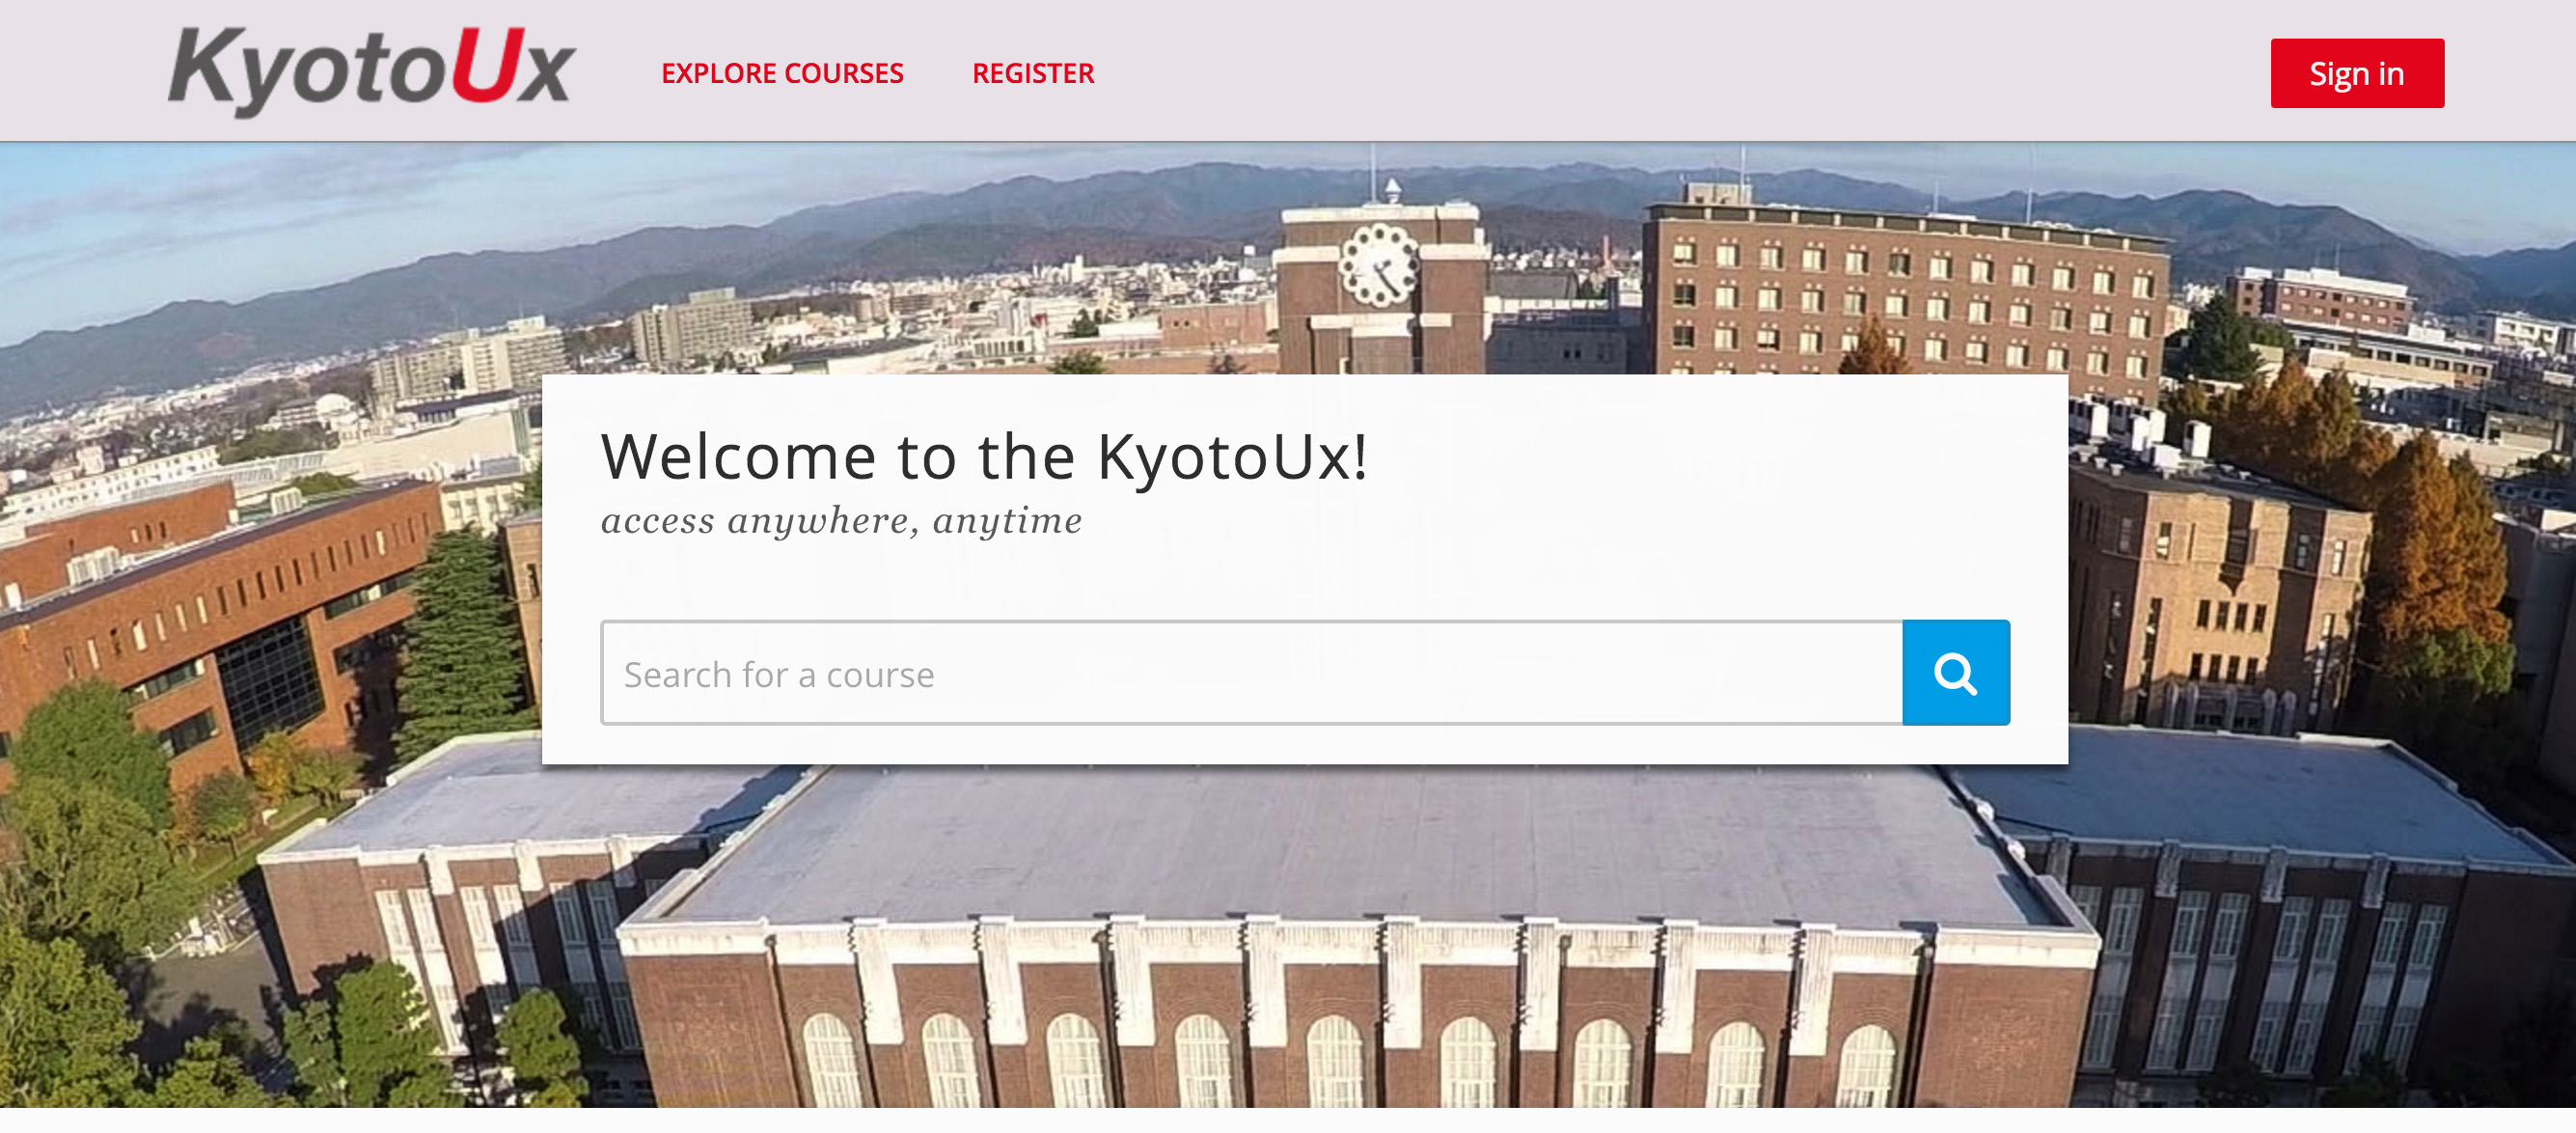 KyotoUx
EXPLORE COURSES
REGISTER
Sign in
Welcome to the KyotoUx!
access anywhere, anytime
Search for a course